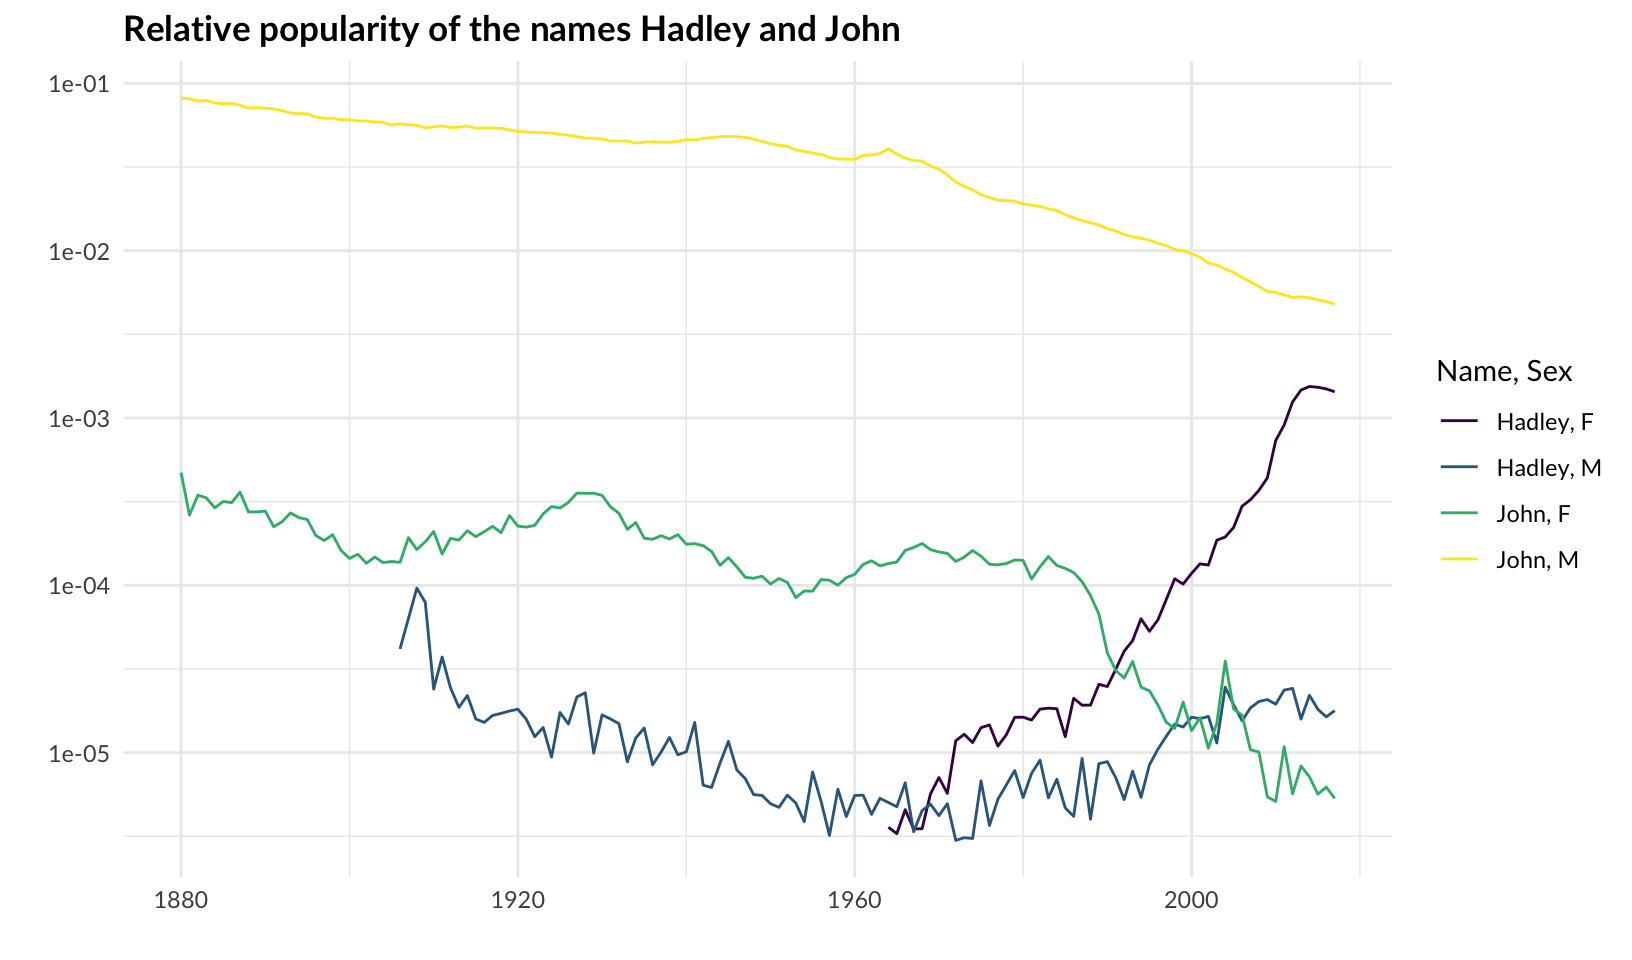 Relative popularity of the names Hadley and John
1e-01
1e-02
1e-03
1e-04
1e-05
1880 1920 1960 2000
Name, Sex
Hadley, F
Hadley, M
John, F
John, M